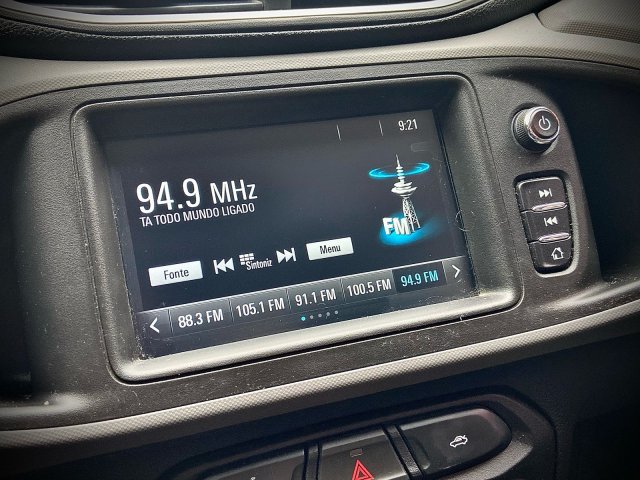 9:21
94.9 MHz
TA TODO MUNDO LIGADO
FM
Fonte
Sintoniz
Menu
88.3 FM
105.1 FM
91.1 FM
100.5 FM
94.9 FM